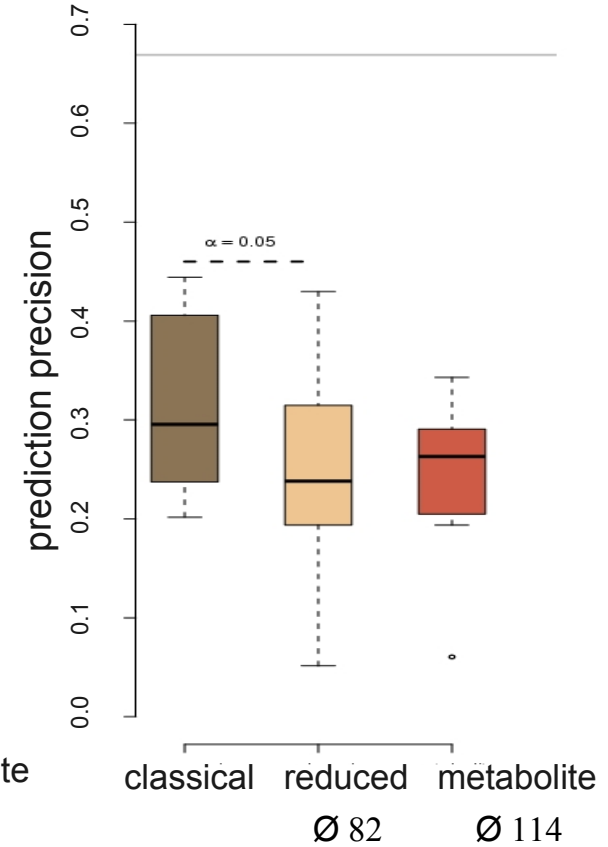 prediction precision
0.7
0.6
0.5
0.4
0.3
0.2
0.1
0.0
α = 0.05
te classical reduced metabolite
Ø 82 Ø 114